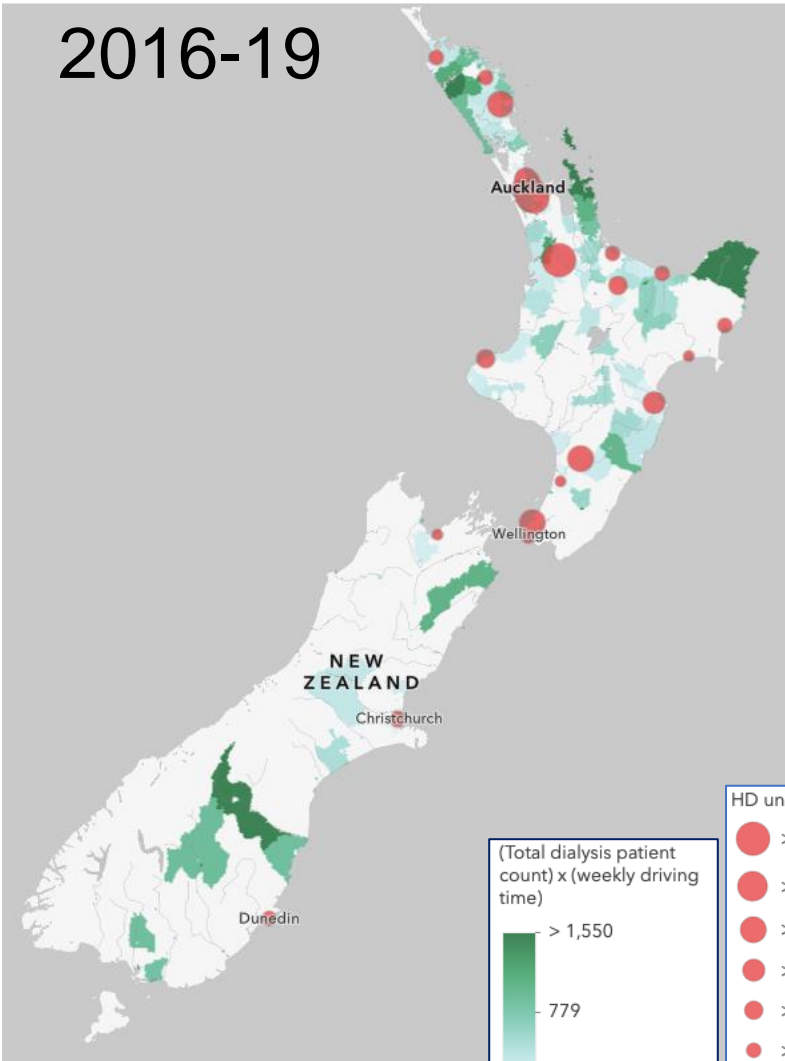 2016-19
Auckland
Wellington
NEW
ZEALAND
Christchurch
Dunedin
(Total dialysis patient
count) x (weekly driving
time)
> 1,550
779
HD un
>
>
>
>
>
>